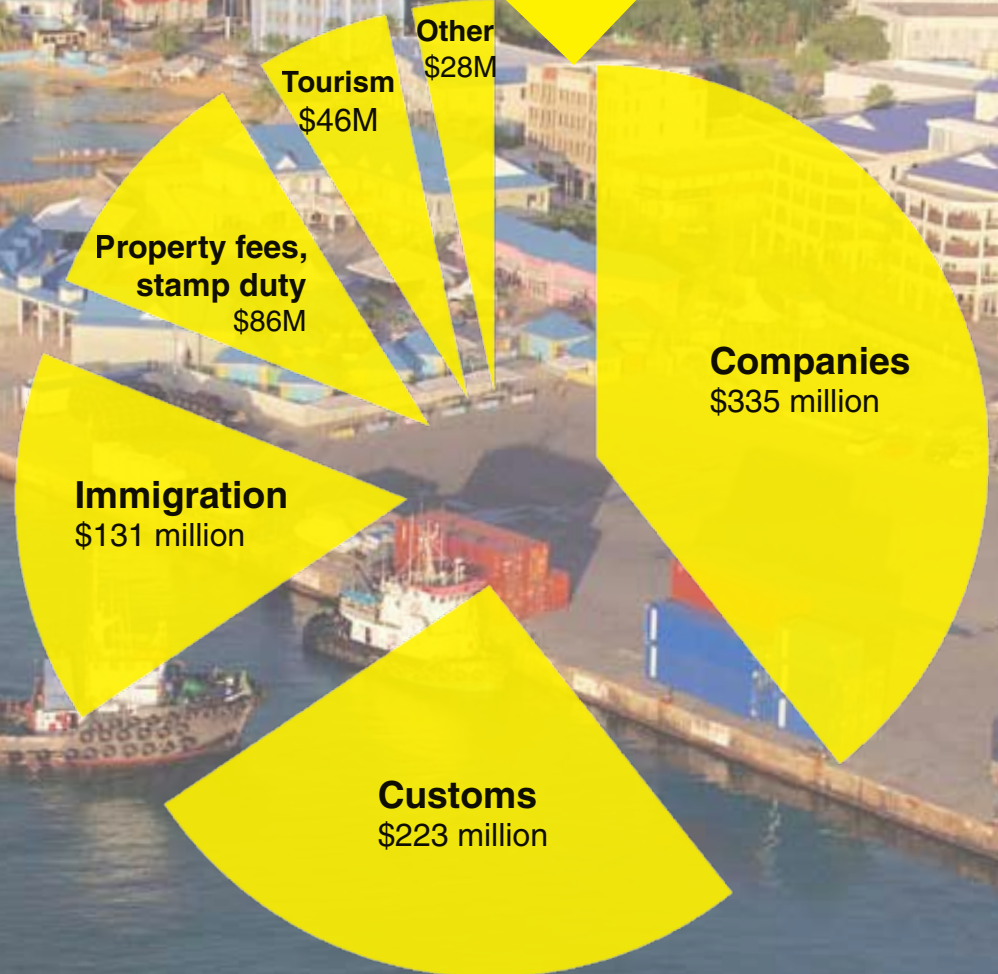 Other
$28M
Tourism
$46M
Property fees,
stamp duty
$86M
Companies
$335 million
Immigration
$131 million
Customs
$223 million